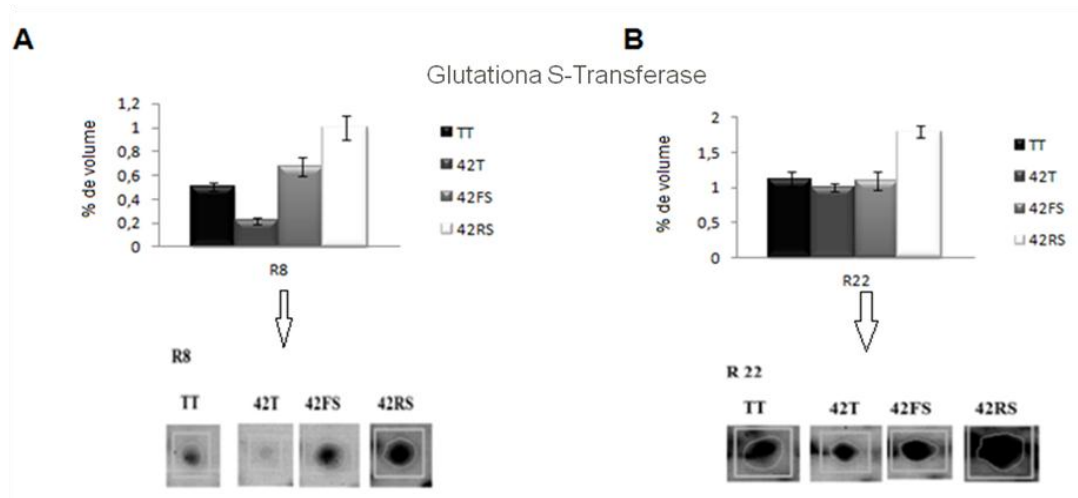 A
B
Glutationa S-Transferase
% de volume
1,2
1
0,8
0,6
0,4
0,2
0
R8
TT
42T
42FS
42RS
% de volume
2
1,5
1
0,5
0
R22
TT
42T
42FS
42RS
R8
TT 42T 42FS 42RS
R 22
TT 42T 42FS 42RS